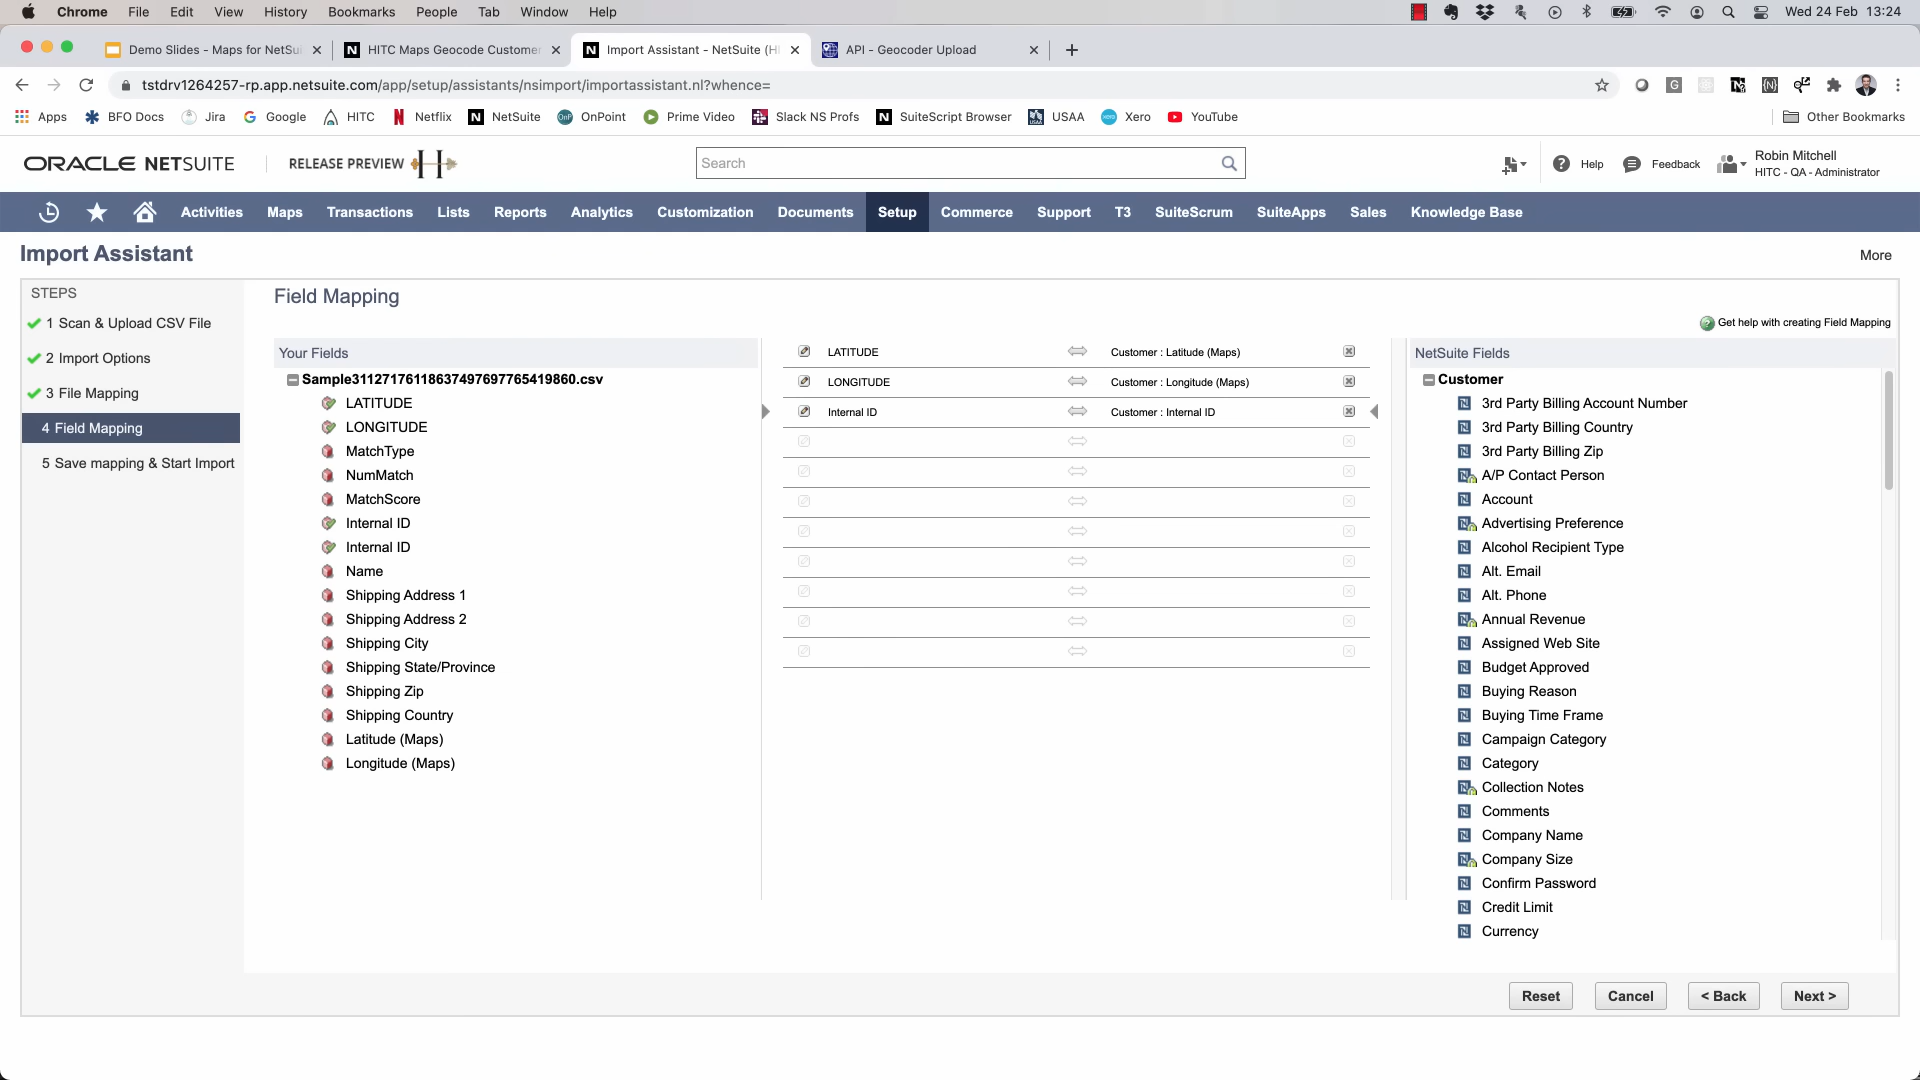 Chrome File Edit View History Bookmarks People Tab Window Help Wed 24 Feb 13:24
Demo Slides - Maps for NetSui HITC Maps Geocode Customer Import Assistant - NetSuite (HI API - Geocoder Upload
tstdrv1264257-rp.app.netsuite.com/app/setup/assistants/nsimport/importassistant.nl?whence=
Apps BFO Docs Jira Google HITC Netflix NetSuite OnPoint Prime Video Slack NS Profs SuiteScript Browser USAA Xero YouTube Other Bookmarks
ORACLE NETSUITE RELEASE PREVIEW H Search Help Feedback Robin Mitchell
HITC - QA - Administrator
Activities Maps Transactions Lists Reports Analytics Customization Documents Setup Commerce Support T3 SuiteScrum SuiteApps Sales Knowledge Base
Import Assistant More
STEPS
1 Scan & Upload CSV File
2 Import Options
3 File Mapping
4 Field Mapping
5 Save mapping & Start Import
Field Mapping
Get help with creating Field Mapping
Your Fields
Sample31127176118637497697765419860.csv
LATITUDE
LONGITUDE
MatchType
NumMatch
MatchScore
Internal ID
Internal ID
Name
Shipping Address 1
Shipping Address 2
Shipping City
Shipping State/Province
Shipping Zip
Shipping Country
Latitude (Maps)
Longitude (Maps)
LATITUDE Customer : Latitude (Maps)
LONGITUDE Customer : Longitude (Maps)
Internal ID Customer : Internal ID
NetSuite Fields
Customer
3rd Party Billing Account Number
3rd Party Billing Country
3rd Party Billing Zip
A/P Contact Person
Account
Advertising Preference
Alcohol Recipient Type
Alt. Email
Alt. Phone
Annual Revenue
Assigned Web Site
Budget Approved
Buying Reason
Buying Time Frame
Campaign Category
Category
Collection Notes
Comments
Company Name
Company Size
Confirm Password
Credit Limit
Currency
Reset Cancel < Back Next >